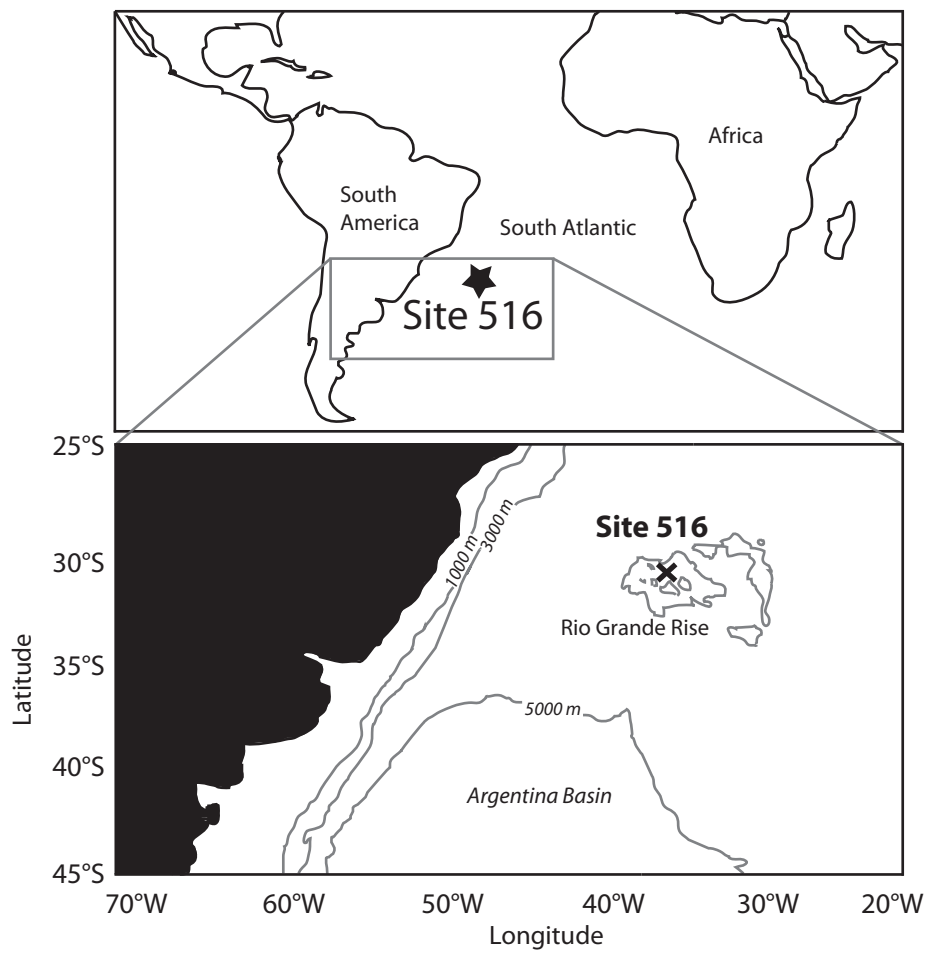 Africa
South
America
South Atlantic
Site 516
25°S
30°S
35°S
40°S
45°S
Latitude
1000 m
3000 m
Site 516
Rio Grande Rise
5000 m
Argentina Basin
70°W
60°W
50°W
40°W
30°W
20°W
Longitude